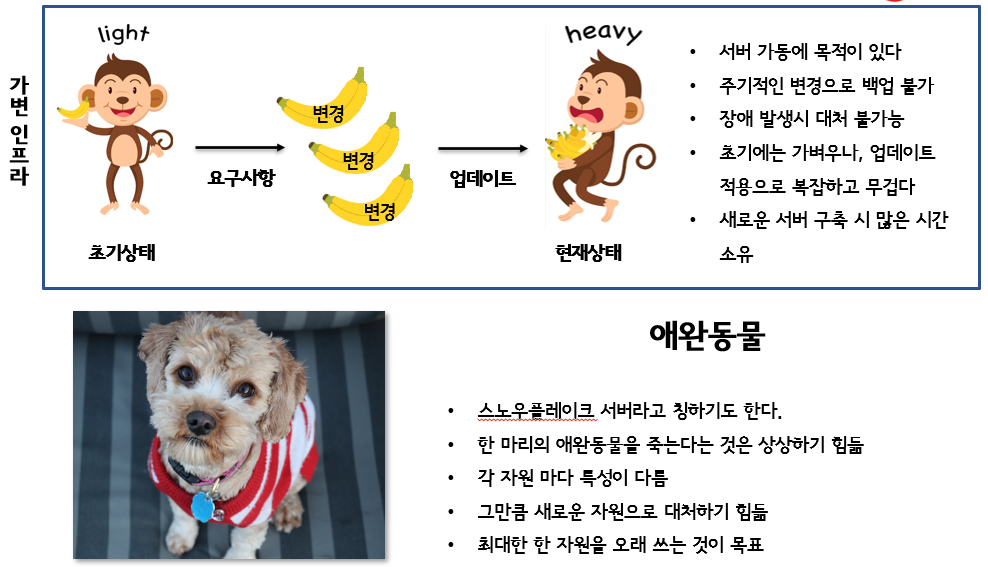 가변 인프라
light
heavy
변경
변경
변경
요구사항
업데이트
초기상태
현재상태
• 서버 가동에 목적이 있다
• 주기적인 변경으로 백업 불가
• 장애 발생시 대처 불가능
• 초기에는 가벼우나, 업데이트
적용으로 복잡하고 무겁다
• 새로운 서버 구축 시 많은 시간
소유
애완동물
• 스노우플레이크 서버라고 칭하기도 한다.
• 한 마리의 애완동물을 죽는다는 것은 상상하기 힘듦
• 각 자원 마다 특성이 다름
• 그만큼 새로운 자원으로 대처하기 힘듦
• 최대한 한 자원을 오래 쓰는 것이 목표